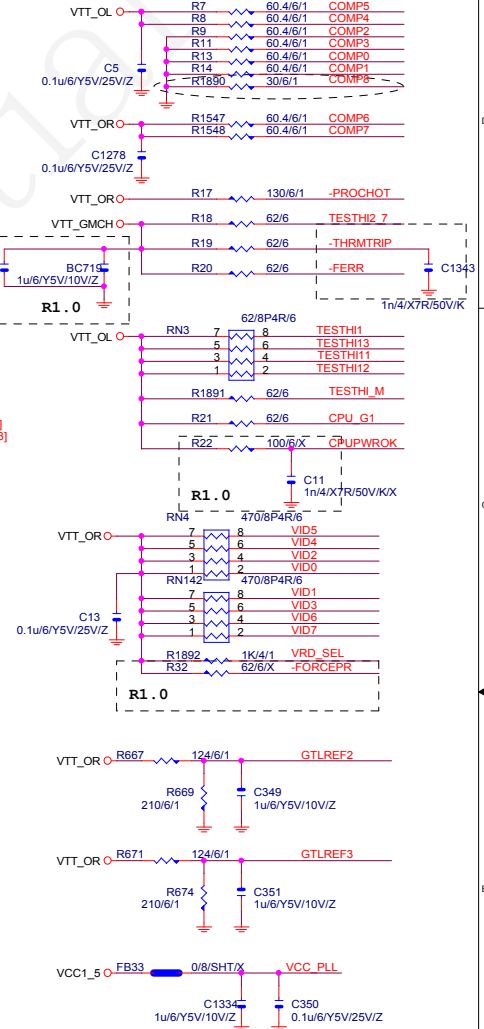 R7 60.4/6/1 COMP5
VTT_OL R8 60.4/6/1 COMP4
R9 60.4/6/1 COMP2
R11 60.4/6/1 COMP3
R13 60.4/6/1 COMP0
C5 R14 60.4/6/1 COMP1
0.1u/6/Y5V/25V/Z RT890 30/6/1 COMP8
VTT_OR R1547 60.4/6/1 COMP6
R1548 60.4/6/1 COMP7
C1278
0.1u/6/Y5V/25V/Z
VTT_OR R17 130/6/1 -PROCHOT
VTT_GMCH R18 62/6 TESTHI2_7
R19 62/6 -THRMTRIP
BC719 R20 62/6 -FERR C1343
1u/6/Y5V/10V/Z
R1.0 1n/4/X7R/50V/K
62/8P4R/6
VTT_OL RN3 7 8 TESTHI1
5 6 TESTHI13
3 4 TESTHI11
1 2 TESTHI12
R1891 62/6 TESTHI_M
R21 62/6 CPU_G1
R22 100/6/X CPUPWROK
C11
R1.0 1n/4/X7R/50V/K/X
RN4 470/8P4R/6
VTT_OR 7 8 VID5
5 6 VID4
3 4 VID2
1 2 VID0
RN142 470/8P4R/6
7 8 VID1
5 6 VID3
C13 3 4 VID6
0.1u/6/Y5V/25V/Z 1 2 VID7
R1892 1K/4/1 VRD_SEL
R32 62/6/X -FORCEPR
R1.0
VTT_OR R667 124/6/1 GTLREF2
R669 C349
210/6/1 1u/6/Y5V/10V/Z
VTT_OR R671 124/6/1 GTLREF3
R674 C351
210/6/1 1u/6/Y5V/10V/Z
VCC1_5 FB33 0/8/SHT/X VCC_PLL
C1334 C350
1u/6/Y5V/10V/Z 0.1u/6/Y5V/25V/Z